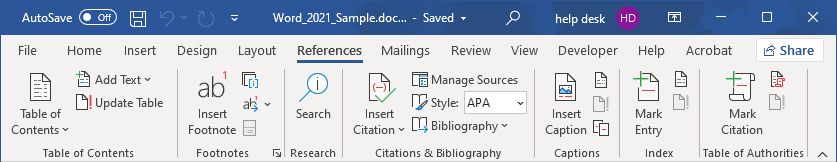 AutoSave Off Word_2021_Sample.doc... - Saved help desk HD
File Home Insert Design Layout References Mailings Review View Developer Help Acrobat Share
Table of Contents
Add Text
Update Table
Table of Contents
ab1
Insert Footnote
ab
Footnotes
Search
Research
Insert Citation
Manage Sources
Style: APA
Bibliography
Citations & Bibliography
Insert Caption
Captions
Mark Entry
Index
Mark Citation
Table of Authorities